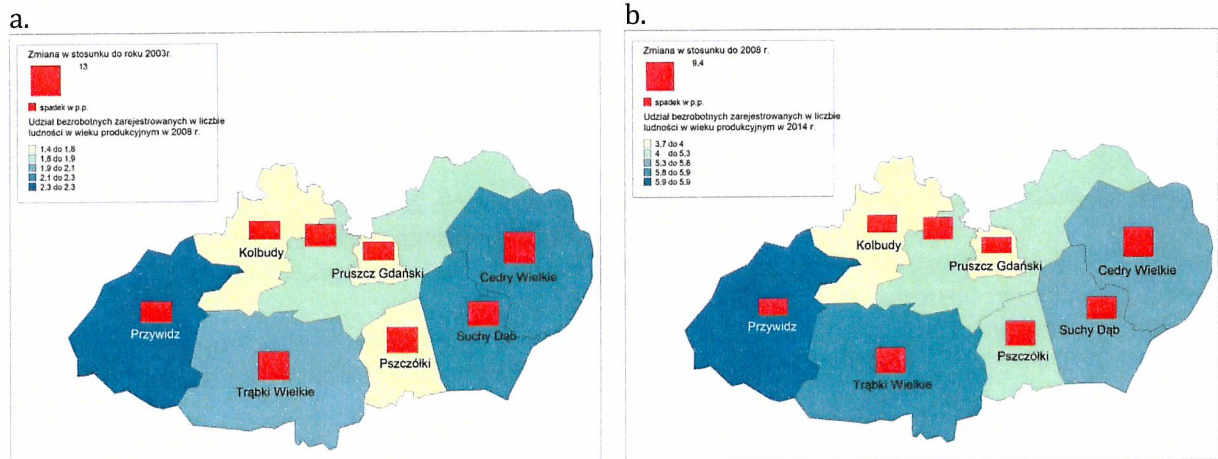 a.
Zmiana w stosunku do roku 2003r.
13
spadek w p.p.
Udział bezrobotnych zarejestrowanych w liczbie
ludności w wieku produkcyjnym w 2008 r.
1,4 do 1,8
1,8 do 1,9
1,9 do 2,1
2,1 do 2,3
2,3 do 2,3
Kolbudy
Pruszcz Gdański
Cedry Wielkie
Przywidz
Suchy Dąb
Pszczółki
Trąbki Wielkie
b.
Zmiana w stosunku do 2008 r.
9,4
spadek w p.p.
Udział bezrobotnych zarejestrowanych w liczbie
ludności w wieku produkcyjnym w 2014 r.
3,7 do 4
4 do 5,3
5,3 do 5,8
5,8 do 5,9
5,9 do 5,9
Kolbudy
Pruszcz Gdański
Cedry Wielkie
Przywidz
Suchy Dąb
Pszczółki
Trąbki Wielkie